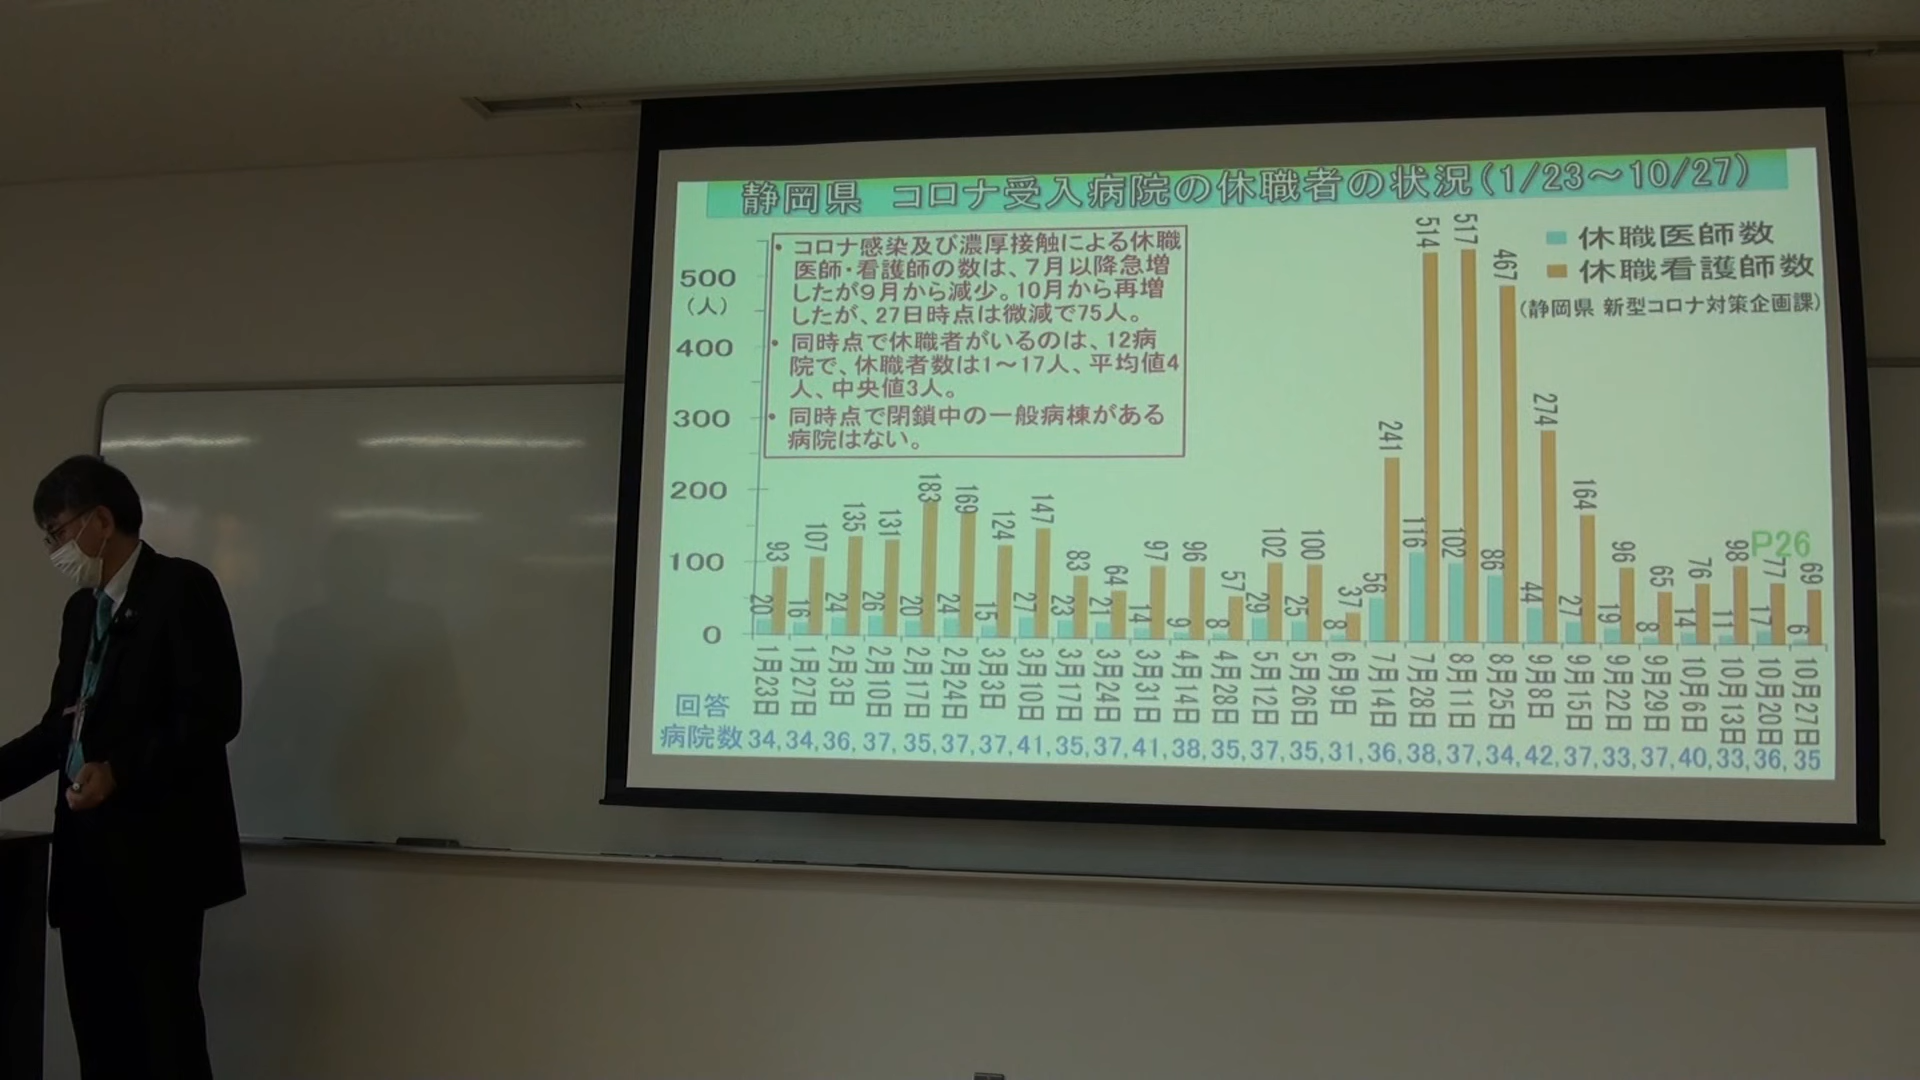 静岡県 コロナ受入病院の休職者の状況(1/23～10/27)
・コロナ感染及び濃厚接触による休職
医師・看護師の数は、7月以降急増
したが9月から減少。10月から再増
したが、27日時点は微減で75人。
・同時点で休職者がいるのは、12病
院で、休職者数は1～17人、平均値4
人、中央値3人。
・同時点で閉鎖中の一般病棟がある
病院はない。
休職医師数
休職看護師数
(静岡県 新型コロナ対策企画課)
500
(人)
400
300
200
100
0
20 93 16 107 24 135 26 131 20 183 24 169 15 124 27 147 23 83 21 64 14 97 9 96 8 57 29 102 25 100 8 37 56 241 116 514 102 517 86 467 44 274 27 164 19 96 8 65 14 76 11 98 17 77 6 69
P26
1月23日 1月27日 2月3日 2月10日 2月17日 2月24日 3月3日 3月10日 3月17日 3月24日 3月31日 4月14日 4月28日 5月12日 5月26日 6月9日 7月14日 7月28日 8月11日 8月25日 9月8日 9月15日 9月22日 9月29日 10月6日 10月13日 10月20日 10月27日
回答
病院数 34,34,36,37,35,37,37,41,35,37,41,38,35,37,35,31,36,38,37,34,42,37,33,37,40,33,36,35